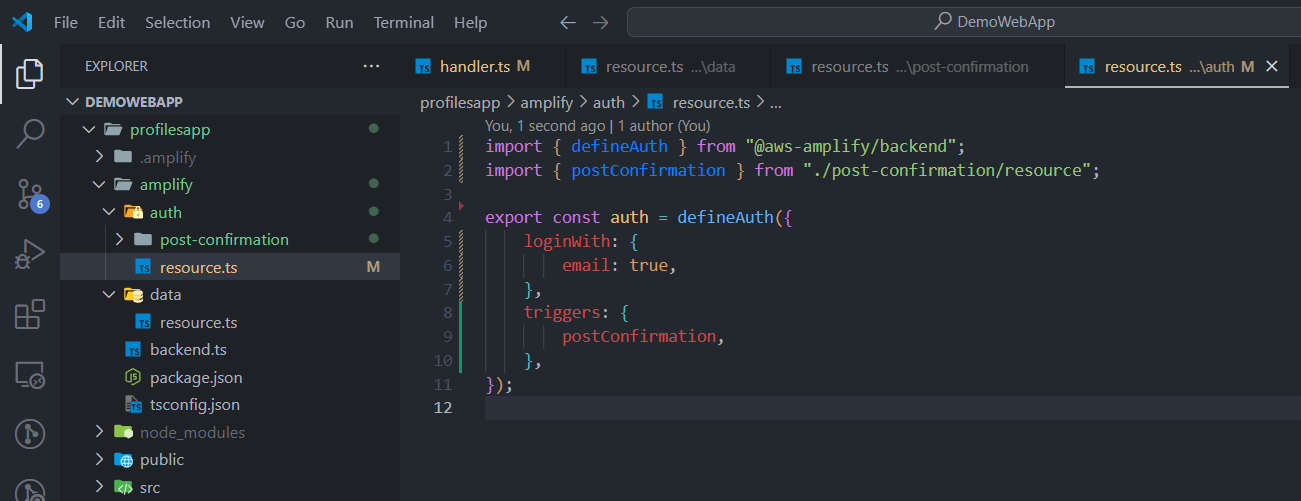 File Edit Selection View Go Run Terminal Help
DemoWebApp
EXPLORER
handler.ts M
resource.ts ...\data
resource.ts ...\post-confirmation
resource.ts ...\auth M
DEMOWEBAPP
profilesapp
.amplify
amplify
auth
post-confirmation
resource.ts M
data
resource.ts
backend.ts
package.json
tsconfig.json
node_modules
public
src
6
profilesapp > amplify > auth > TS resource.ts > ...
You, 1 second ago | 1 author (You)
1 import { defineAuth } from "@aws-amplify/backend";
2 import { postConfirmation } from "./post-confirmation/resource";
3
4 export const auth = defineAuth({
5 loginWith: {
6 email: true,
7 },
8 triggers: {
9 postConfirmation,
10 },
11 });
12